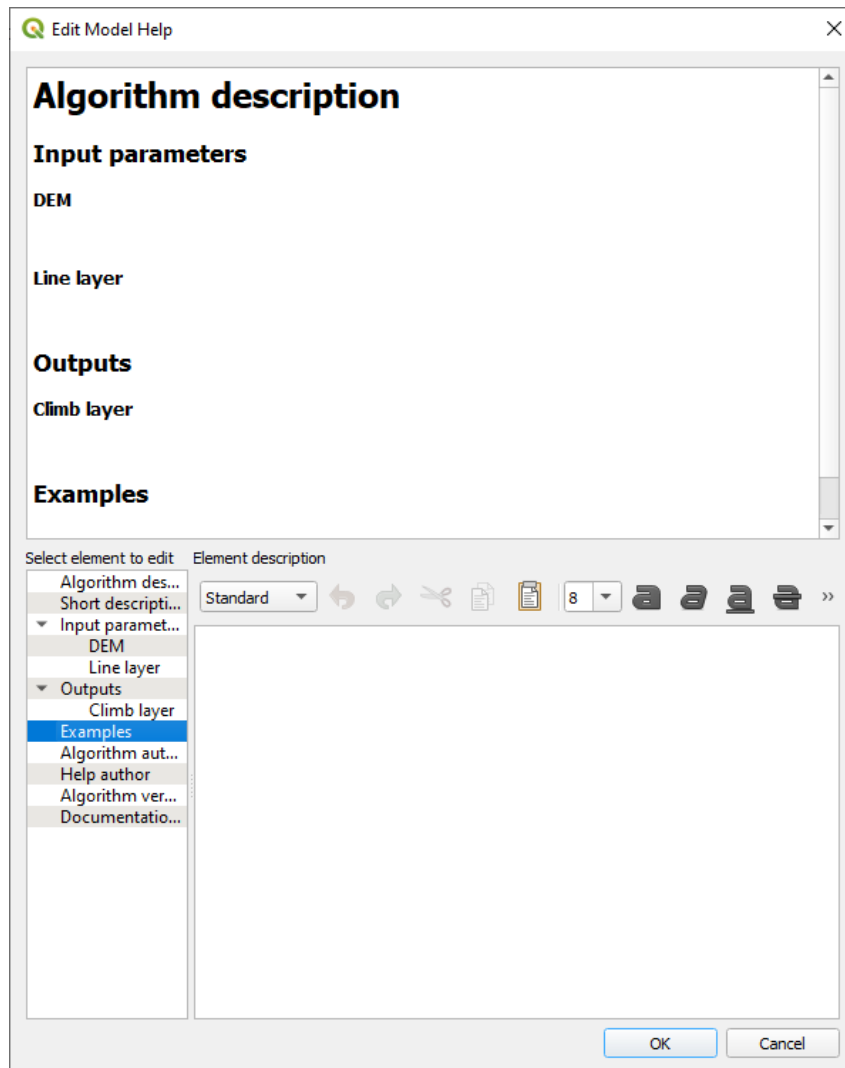 Edit Model Help
Algorithm description
Input parameters
DEM
Line layer
Outputs
Climb layer
Examples
Select element to edit Element description
Algorithm des...
Short descripti...
Input paramet...
DEM
Line layer
Outputs
Climb layer
Examples
Algorithm aut...
Help author
Algorithm ver...
Documentatio...
Standard 8 a a a a »
OK Cancel